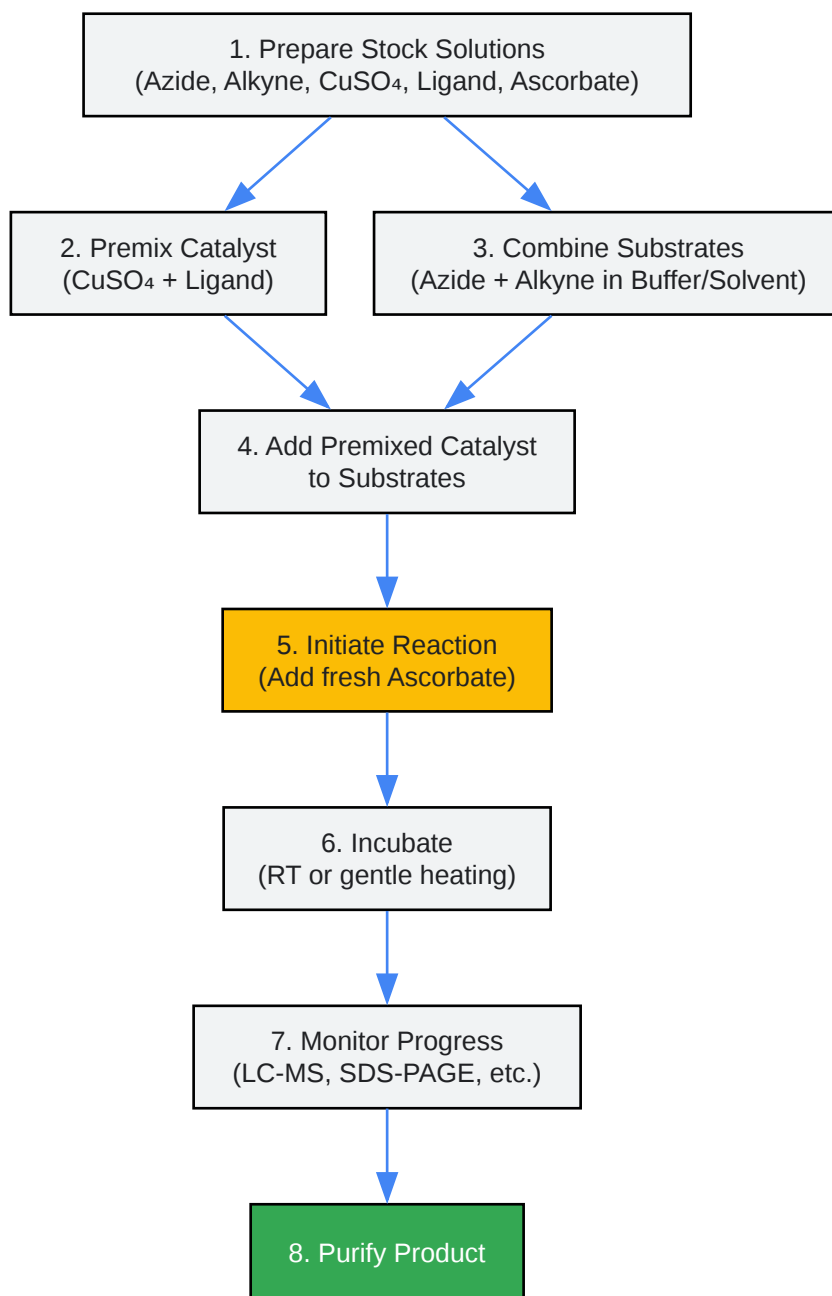 1. Prepare Stock Solutions
(Azide, Alkyne, CuSO₄, Ligand, Ascorbate)
2. Premix Catalyst
(CuSO₄ + Ligand)
3. Combine Substrates
(Azide + Alkyne in Buffer/Solvent)
4. Add Premixed Catalyst
to Substrates
5. Initiate Reaction
(Add fresh Ascorbate)
6. Incubate
(RT or gentle heating)
7. Monitor Progress
(LC-MS, SDS-PAGE, etc.)
8. Purify Product